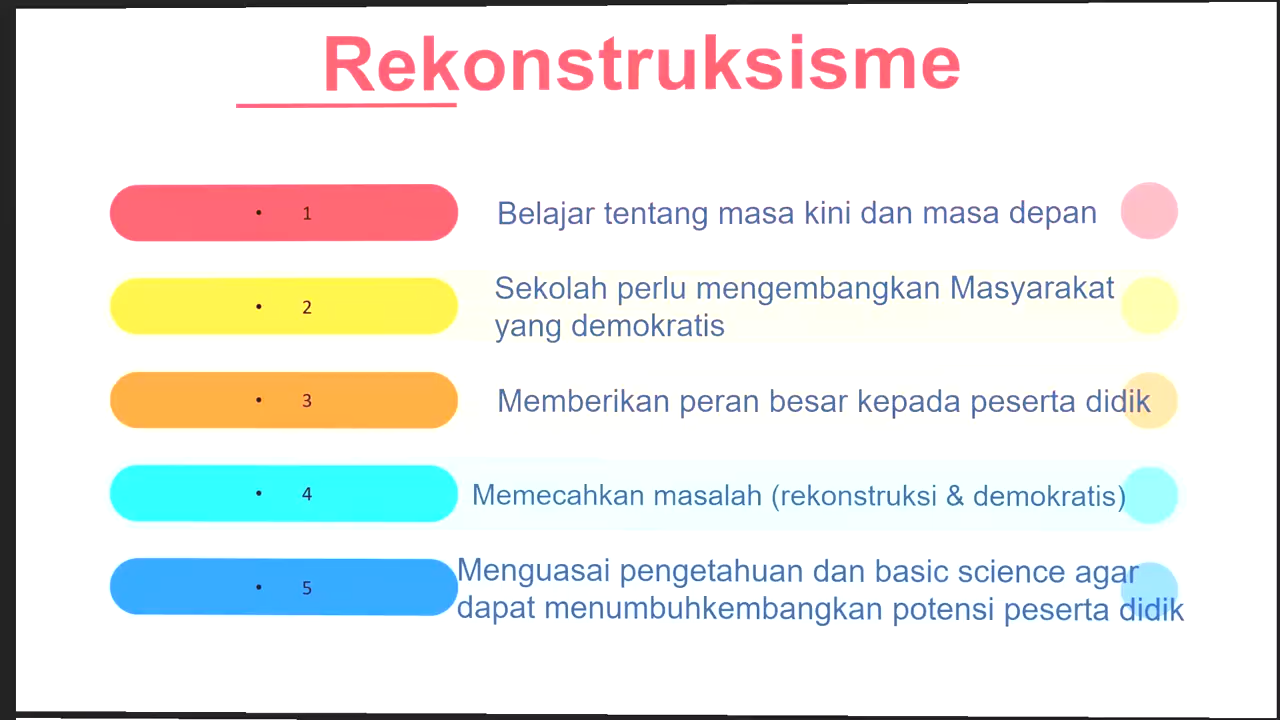 Rekonstruksisme
• 1
Belajar tentang masa kini dan masa depan
• 2
Sekolah perlu mengembangkan Masyarakat
yang demokratis
• 3
Memberikan peran besar kepada peserta didik
• 4
Memecahkan masalah (rekonstruksi & demokratis)
• 5
Menguasai pengetahuan dan basic science agar
dapat menumbuhkembangkan potensi peserta didik